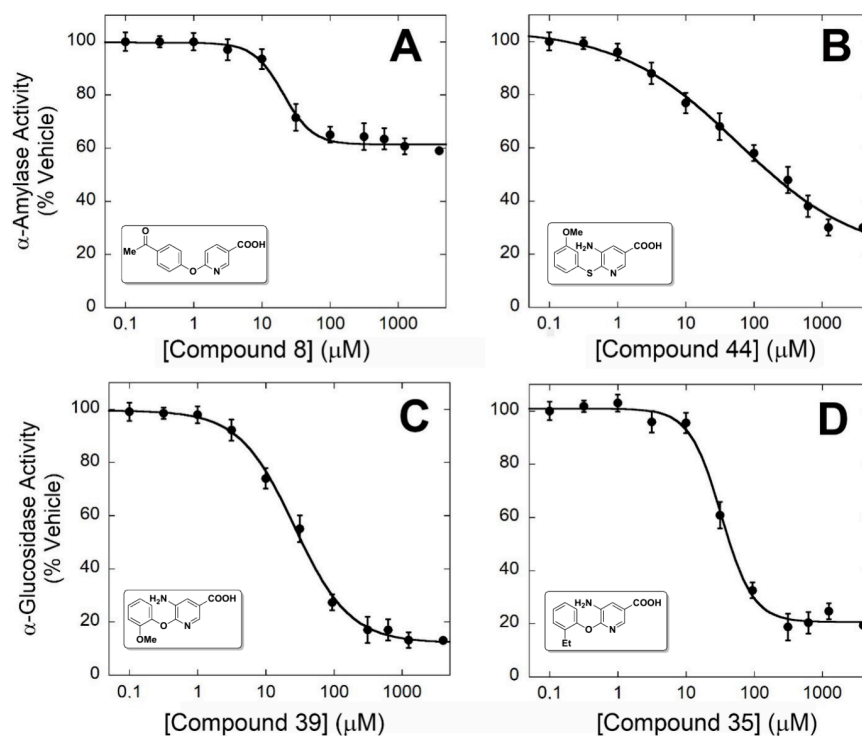 A
B
α-Amylase Activity
(% Vehicle)
100
80
60
40
20
0
O
Me
O
N
COOH
0.1
1
10
100
1000
[Compound 8] (μM)
100
80
60
40
20
0
OMe
H₂N
COOH
S
N
0.1
1
10
100
1000
[Compound 44] (μM)
C
D
α-Glucosidase Activity
(% Vehicle)
100
80
60
40
20
0
H₂N
COOH
O
N
OMe
0.1
1
10
100
1000
[Compound 39] (μM)
100
80
60
40
20
0
H₂N
COOH
O
N
Et
0.1
1
10
100
1000
[Compound 35] (μM)